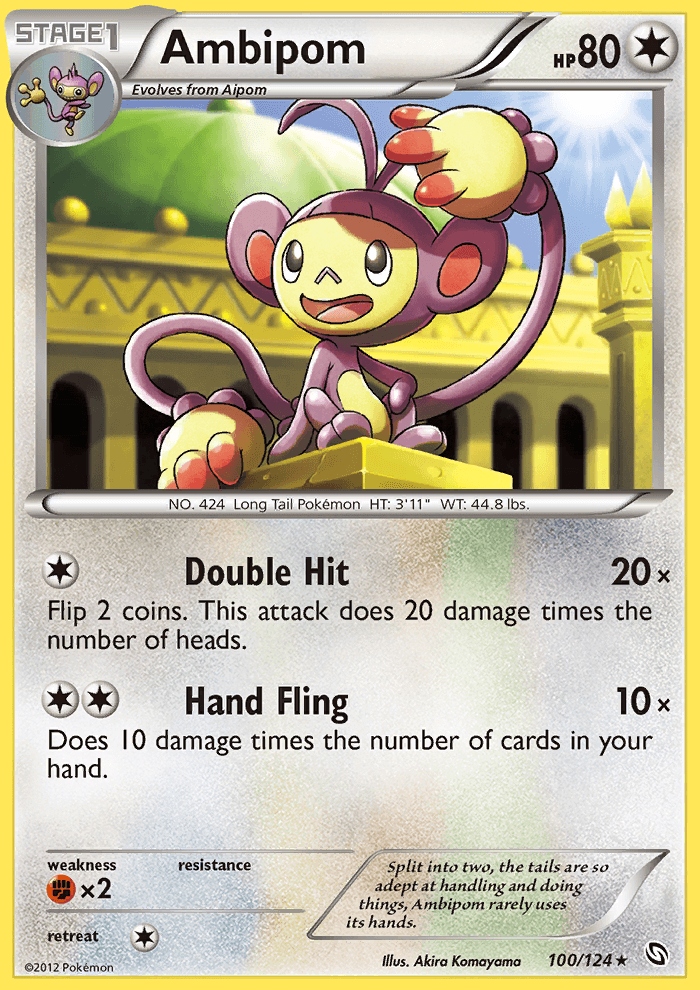 STAGE1
Ambipom
HP80
Evolves from Aipom
NO. 424 Long Tail Pokémon HT: 3'11" WT: 44.8 lbs.
Double Hit 20×
Flip 2 coins. This attack does 20 damage times the
number of heads.
Hand Fling 10×
Does 10 damage times the number of cards in your
hand.
weakness resistance
×2
retreat
Split into two, the tails are so
adept at handling and doing
things, Ambipom rarely uses
its hands.
©2012 Pokémon
Illus. Akira Komayama 100/124★